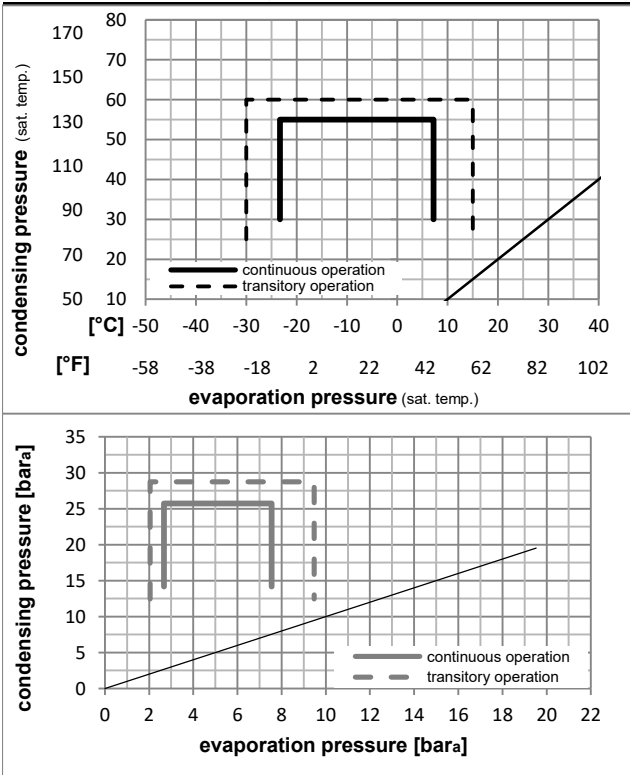 170 80
150 70
130 60
50
110 40
90 30
70 20
50 10
condensing pressure (sat. temp.)
continuous operation
transitory operation
[°C] -50 -40 -30 -20 -10 0 10 20 30 40
[°F] -58 -38 -18 2 22 42 62 82 102
evaporation pressure (sat. temp.)
35
30
25
20
15
10
5
0
condensing pressure [bara]
continuous operation
transitory operation
0 2 4 6 8 10 12 14 16 18 20 22
evaporation pressure [bara]